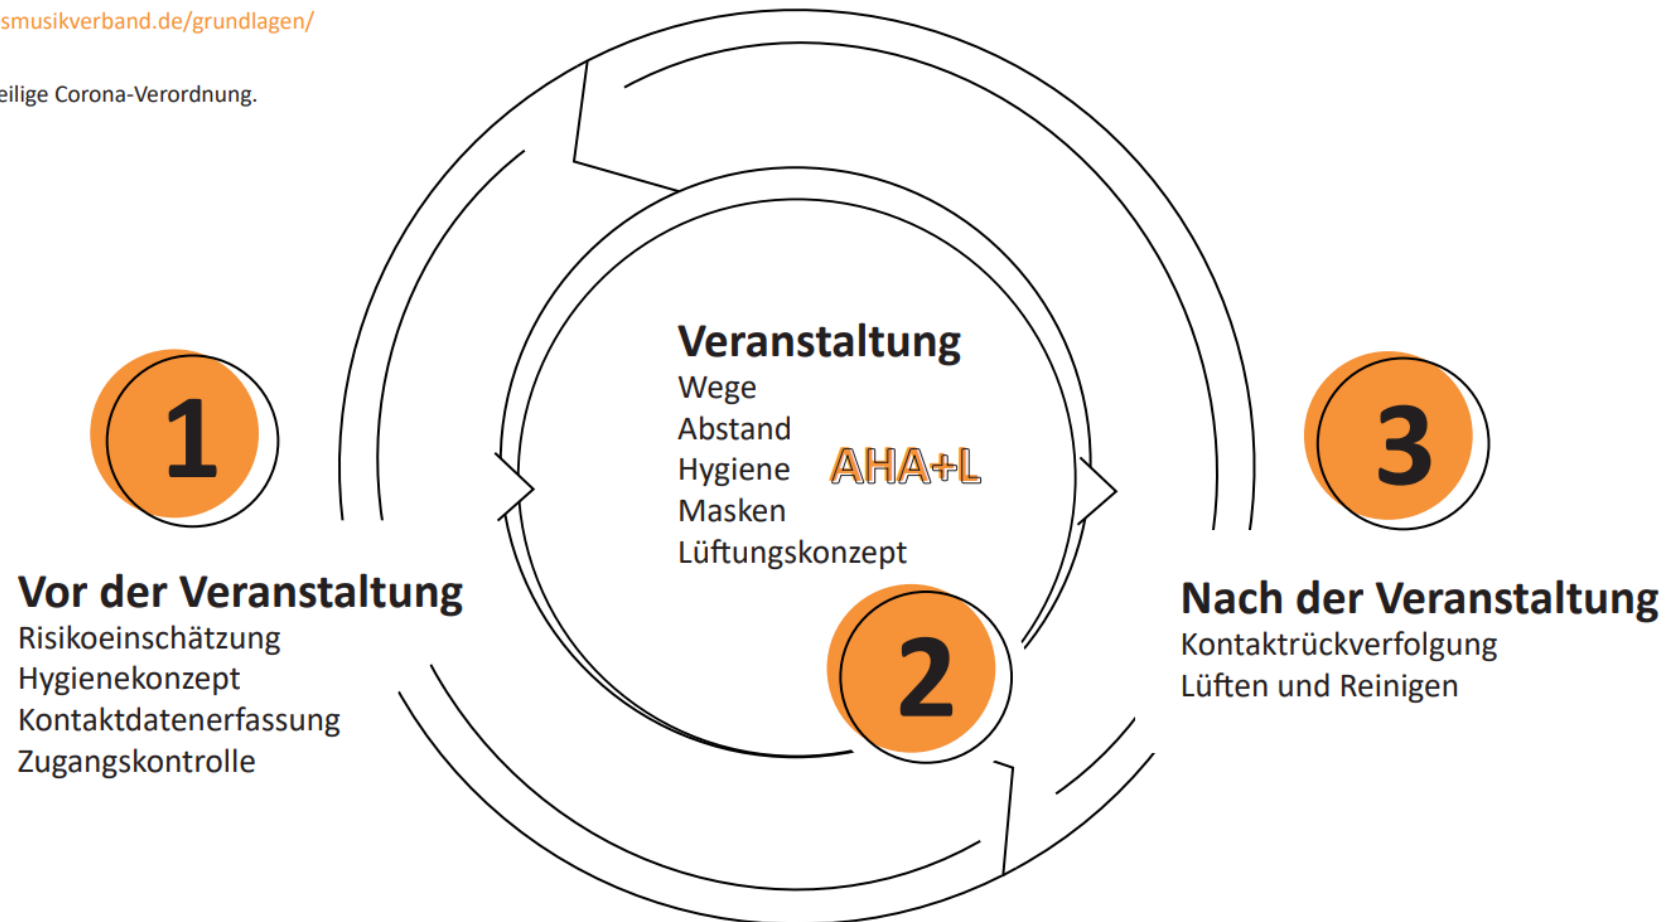 smusikverband.de/grundlagen/
eilige Corona-Verordnung.
1
Vor der Veranstaltung
Risikoeinschätzung
Hygienekonzept
Kontaktdatenerfassung
Zugangskontrolle
Veranstaltung
Wege
Abstand
Hygiene
AHA+L
Masken
Lüftungskonzept
2
3
Nach der Veranstaltung
Kontaktrückverfolgung
Lüften und Reinigen